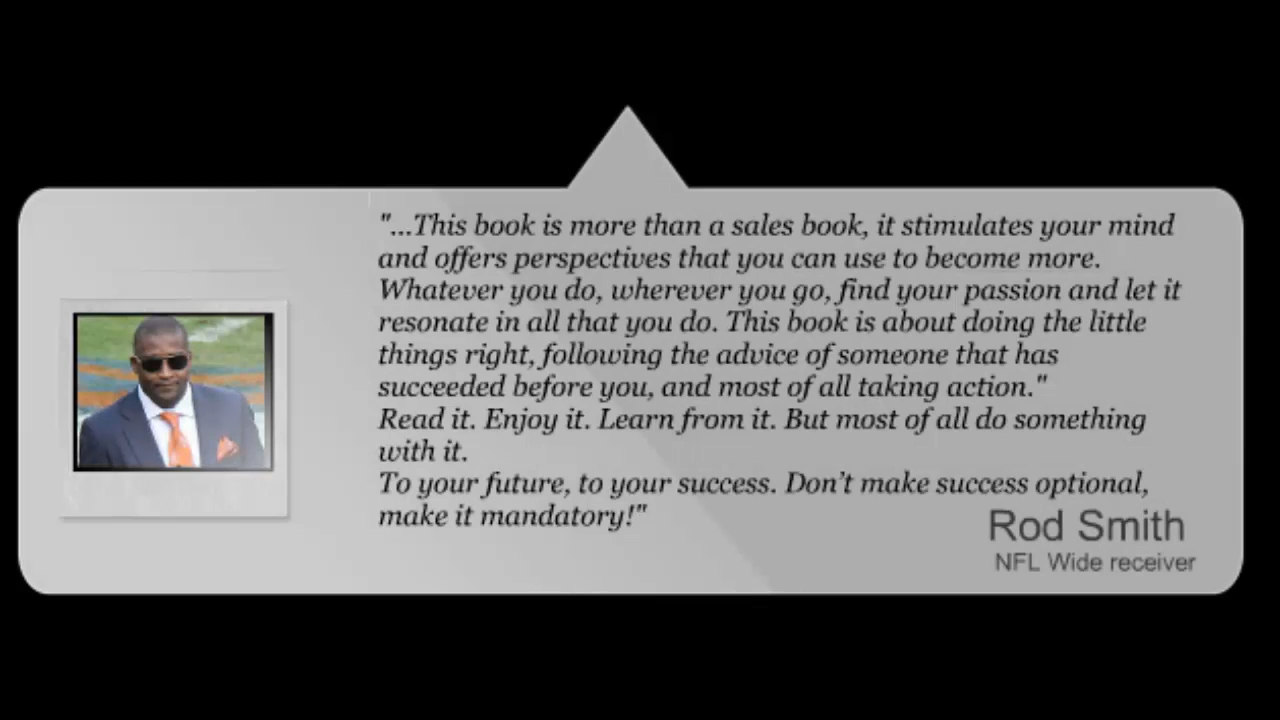 "...This book is more than a sales book, it stimulates your mind
and offers perspectives that you can use to become more.
Whatever you do, wherever you go, find your passion and let it
resonate in all that you do. This book is about doing the little
things right, following the advice of someone that has
succeeded before you, and most of all taking action."
Read it. Enjoy it. Learn from it. But most of all do something
with it.
To your future, to your success. Don’t make success optional,
make it mandatory!"
Rod Smith
NFL Wide receiver